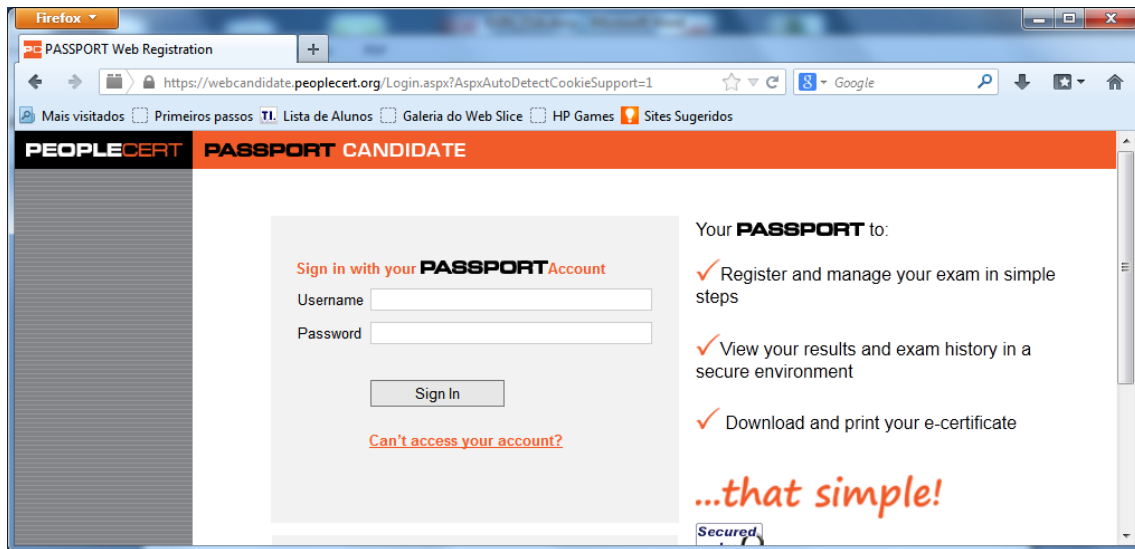 Firefox
PASSPORT Web Registration
https://webcandidate.peoplecert.org/Login.aspx?AspxAutoDetectCookieSupport=1
Google
Mais visitados Primeiros passos TI. Lista de Alunos Galeria do Web Slice HP Games Sites Sugeridos
PEOPLECERT PASSPORT CANDIDATE
Sign in with your PASSPORT Account
Username
Password
Sign In
Can't access your account?
Your PASSPORT to:
Register and manage your exam in simple
steps
View your results and exam history in a
secure environment
Download and print your e-certificate
...that simple!
Secured